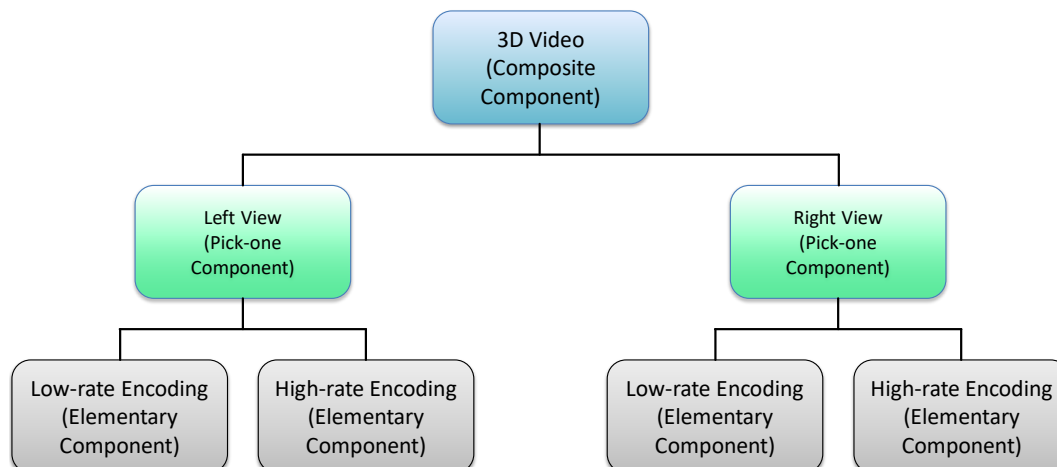 3D Video
(Composite
Component)
Left View
(Pick-one
Component)
Right View
(Pick-one
Component)
Low-rate Encoding
(Elementary
Component)
High-rate Encoding
(Elementary
Component)
Low-rate Encoding
(Elementary
Component)
High-rate Encoding
(Elementary
Component)